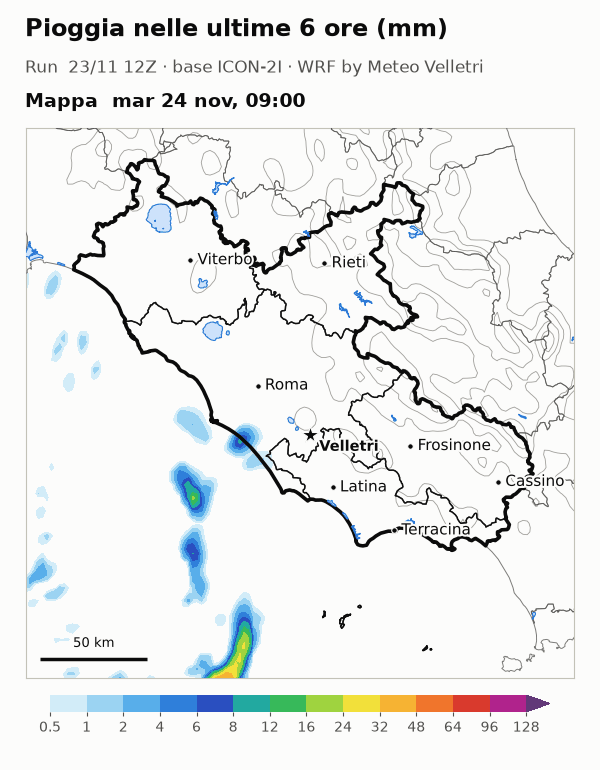 Pioggia nelle ultime 6 ore (mm)
Run  23/11 12Z · base ICON-2I · WRF by Meteo Velletri
Mappa  mar 24 nov, 09:00
Viterbo
Rieti
Roma
Velletri
Frosinone
Cassino
Latina
Terracina
50 km
0.5 1 2 4 6 8 12 16 24 32 48 64 96 128